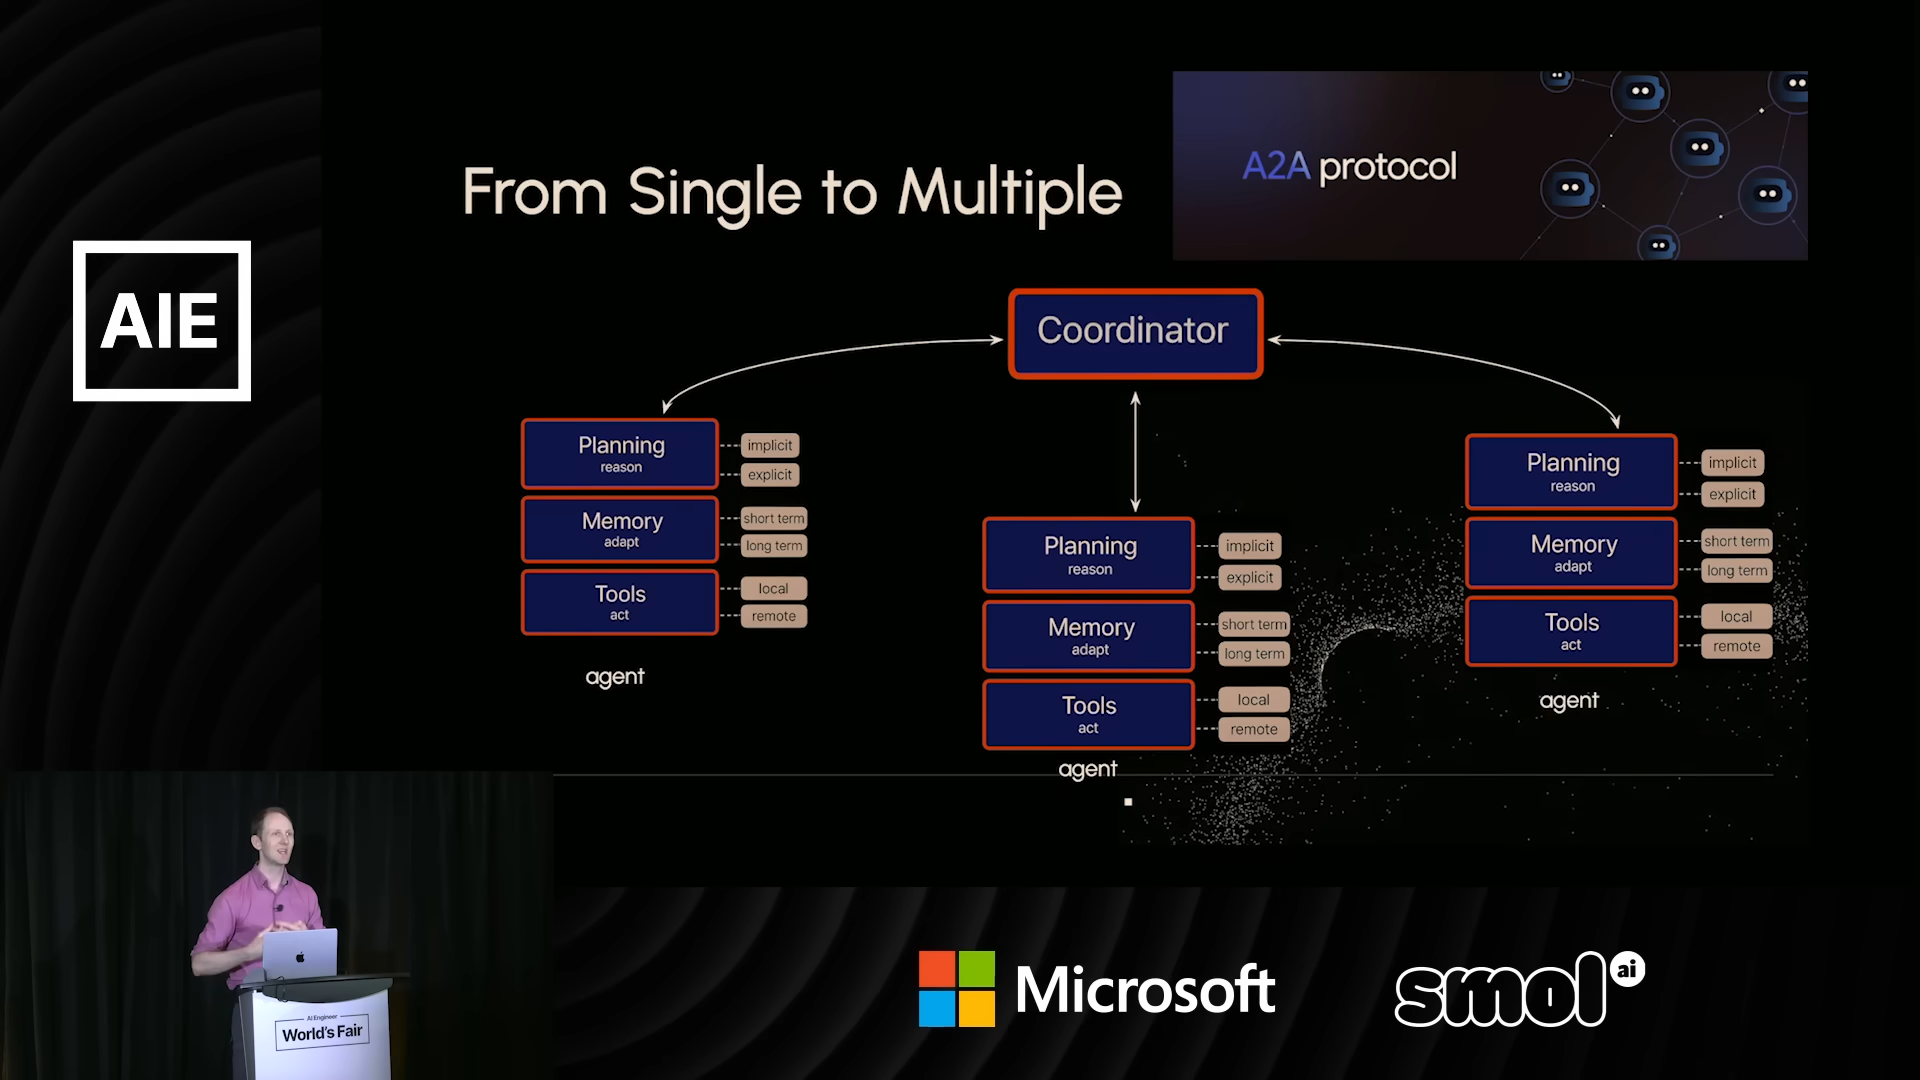 AIE
From Single to Multiple
A2A protocol
Coordinator
Planning
reason
implicit
explicit
Memory
adapt
short term
long term
Tools
act
local
remote
agent
Planning
reason
implicit
explicit
Memory
adapt
short term
long term
Tools
act
local
remote
agent
Planning
reason
implicit
explicit
Memory
adapt
short term
long term
Tools
act
local
remote
agent
AI Engineer
World's Fair
Microsoft
smol ai